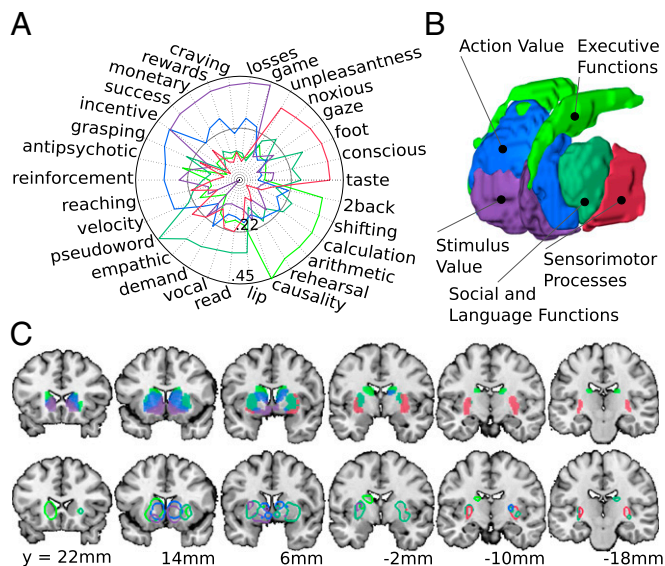 A
craving
rewards
monetary
success
incentive
grasping
antipsychotic
reinforcement
reaching
velocity
pseudoword
empathic
demand
vocal
read
lip
causality
rehearsal
arithmetic
calculation
shifting
2back
taste
conscious
foot
gaze
noxious
unpleasantness
game
losses
.22
.45
B
Action Value
Executive
Functions
Stimulus
Value
Sensorimotor
Processes
Social and
Language Functions
C
y = 22mm
14mm
6mm
-2mm
-10mm
-18mm